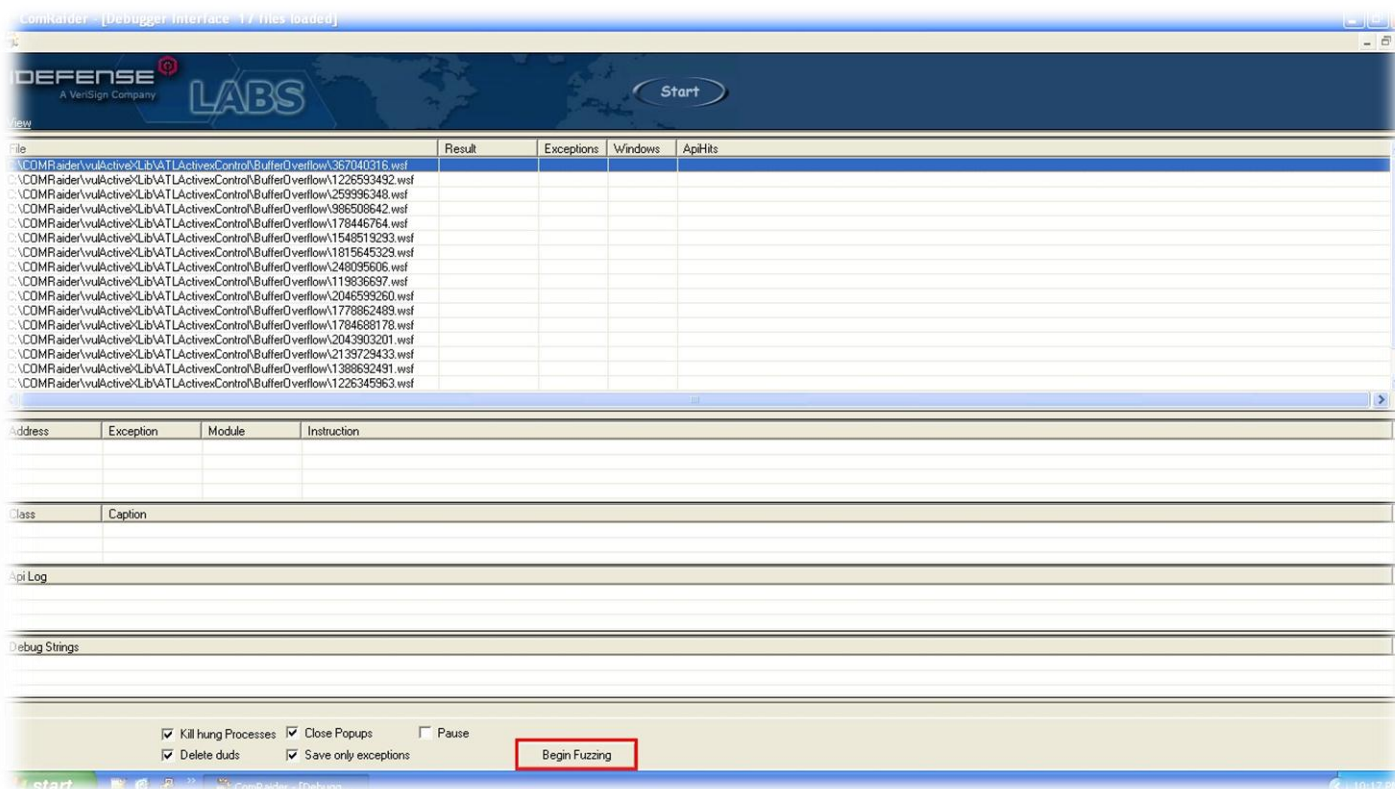 ComRaider - [Debugger Interface 17 files loaded]
iDEFENSE LABS
A VeriSign Company
Start
View
File Result Exceptions Windows ApiHits
\COMRaider\vulActiveXLib\ATLActivexControl\BufferOverflow\367040316.wsf
C:\COMRaider\vulActiveXLib\ATLActivexControl\BufferOverflow\1226593492.wsf
C:\COMRaider\vulActiveXLib\ATLActivexControl\BufferOverflow\259996348.wsf
C:\COMRaider\vulActiveXLib\ATLActivexControl\BufferOverflow\986508642.wsf
C:\COMRaider\vulActiveXLib\ATLActivexControl\BufferOverflow\178446764.wsf
C:\COMRaider\vulActiveXLib\ATLActivexControl\BufferOverflow\1548519293.wsf
C:\COMRaider\vulActiveXLib\ATLActivexControl\BufferOverflow\1815645329.wsf
C:\COMRaider\vulActiveXLib\ATLActivexControl\BufferOverflow\248095606.wsf
C:\COMRaider\vulActiveXLib\ATLActivexControl\BufferOverflow\119836697.wsf
C:\COMRaider\vulActiveXLib\ATLActivexControl\BufferOverflow\2046599260.wsf
C:\COMRaider\vulActiveXLib\ATLActivexControl\BufferOverflow\1778862489.wsf
C:\COMRaider\vulActiveXLib\ATLActivexControl\BufferOverflow\1784688178.wsf
C:\COMRaider\vulActiveXLib\ATLActivexControl\BufferOverflow\2043903201.wsf
C:\COMRaider\vulActiveXLib\ATLActivexControl\BufferOverflow\2139729433.wsf
C:\COMRaider\vulActiveXLib\ATLActivexControl\BufferOverflow\1388692491.wsf
C:\COMRaider\vulActiveXLib\ATLActivexControl\BufferOverflow\1226345963.wsf
Address Exception Module Instruction
Class Caption
Api Log
Debug Strings
Kill hung Processes Close Popups Pause
Delete duds Save only exceptions Begin Fuzzing
start ComRaider - [Debugg... 10:17